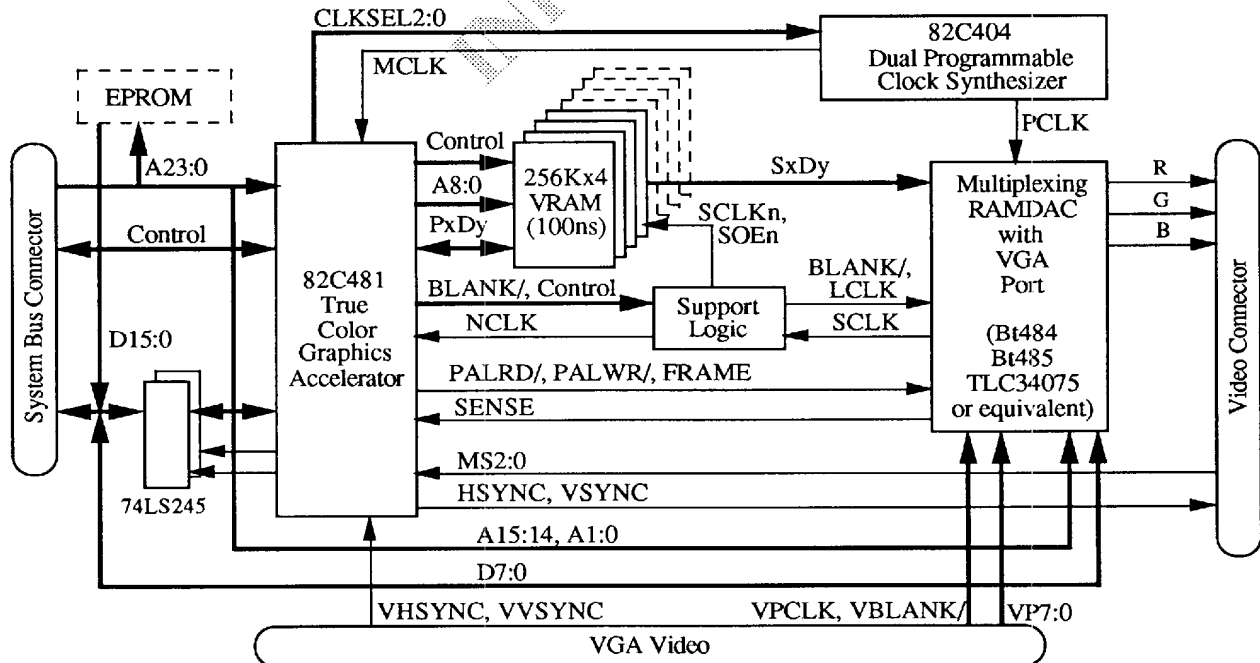 CLKSEL2:0
82C404
Dual Programmable
Clock Synthesizer
MCLK
EPROM
PCLK
A23:0
Control
A8:0
PxDy
256Kx4
VRAM
(100ns)
SxDy
SCLKn,
SOEn
Multiplexing
RAMDAC
with
VGA
Port
(Bt484
Bt485
TLC34075
or equivalent)
R
G
B
System Bus Connector
Control
82C481
True
Color
Graphics
Accelerator
BLANK/, Control
NCLK
Support
Logic
BLANK/,
LCLK
SCLK
Video Connector
D15:0
PALRD/, PALWR/, FRAME
SENSE
MS2:0
HSYNC, VSYNC
74LS245
A15:14, A1:0
D7:0
VHSYNC, VVSYNC
VPCLK, VBLANK/
VP7:0
VGA Video